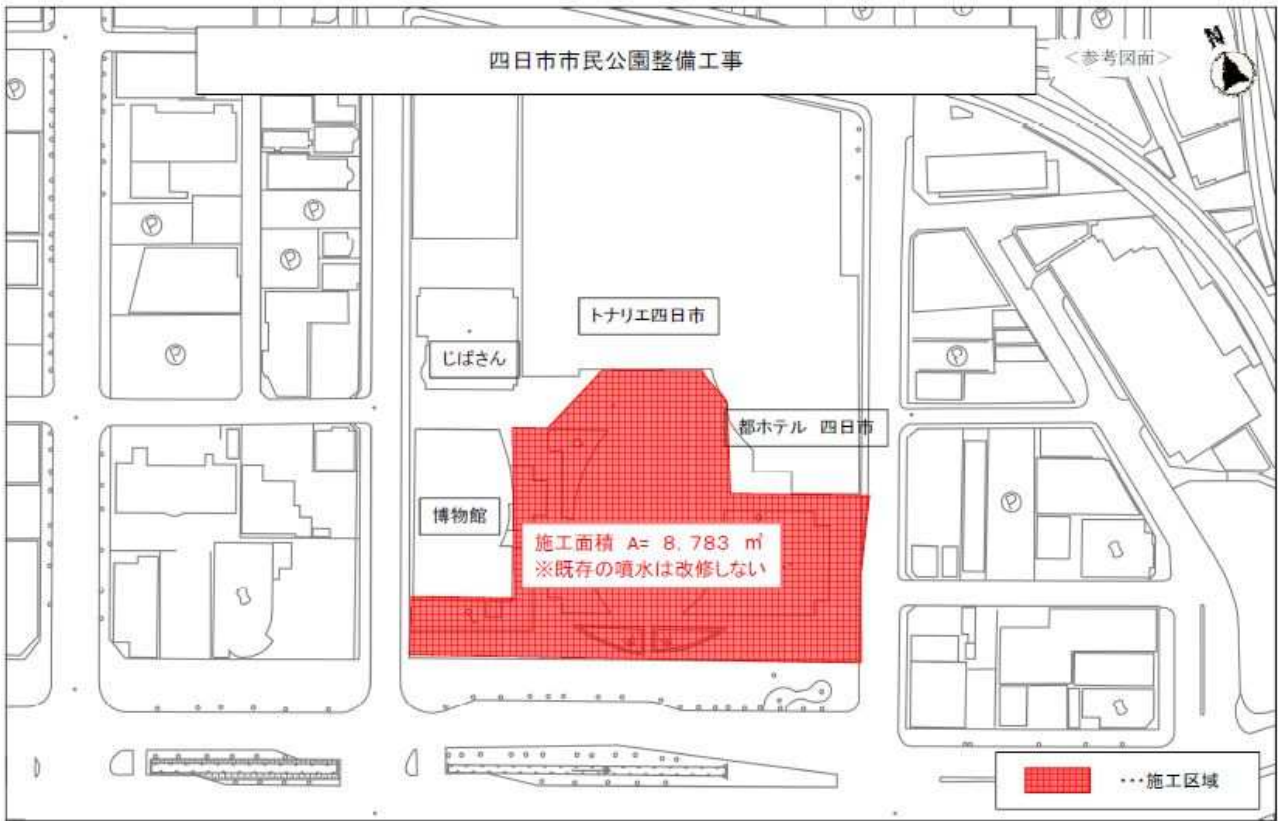 四日市市民公園整備工事
<参考図面>
N
Ⓟ
Ⓟ
Ⓟ
Ⓟ
Ⓟ
Ⓟ
Ⓟ
Ⓟ
Ⓟ
トナリエ四日市
じばさん
Ⓟ
Ⓟ
都ホテル 四日市
博物館
Ⓟ
施工面積 A= 8,783 ㎡
※既存の噴水は改修しない
・・・施工区域